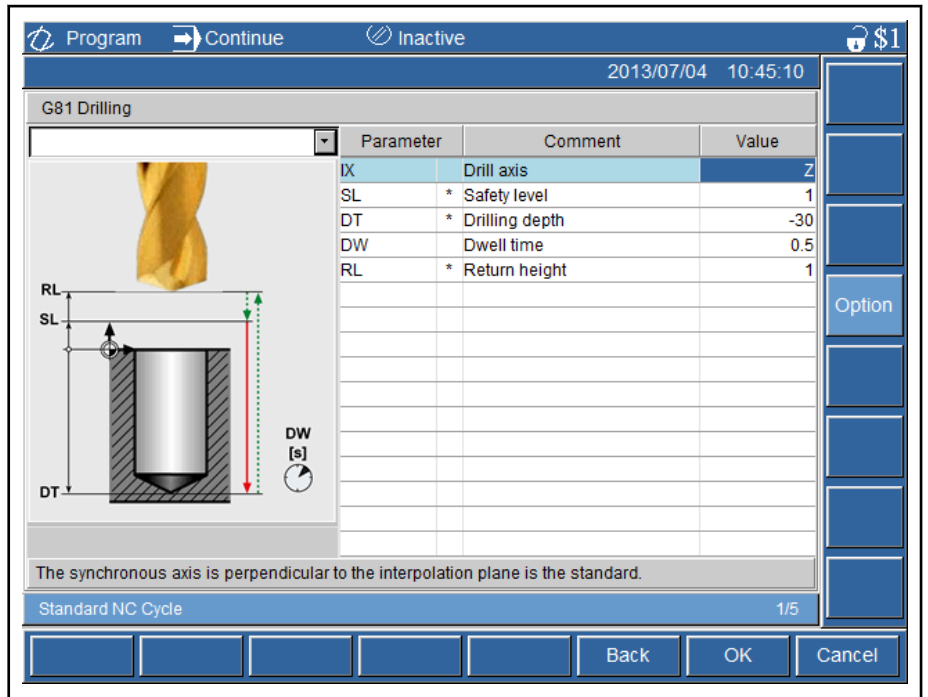 Program Continue Inactive $1
2013/07/04 10:45:10
G81 Drilling
Parameter Comment Value
IX Drill axis Z
SL * Safety level 1
DT * Drilling depth -30
DW Dwell time 0.5
RL * Return height 1
RL
SL
DW
[s]
DT
Option
The synchronous axis is perpendicular to the interpolation plane is the standard.
Standard NC Cycle 1/5
Back OK Cancel